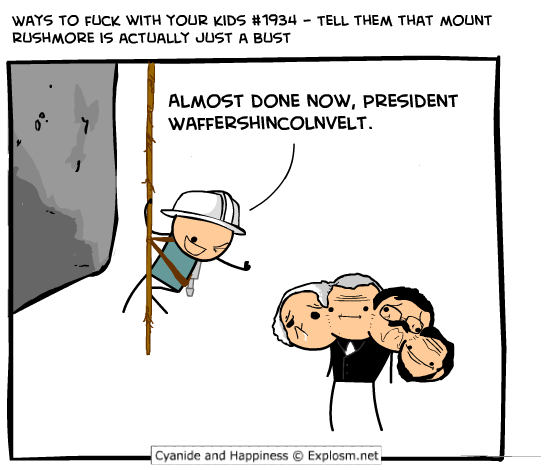 WAYS TO FUCK WITH YOUR KIDS #1934 - TELL THEM THAT MOUNT
RUSHMORE IS ACTUALLY JUST A BUST
ALMOST DONE NOW, PRESIDENT
WAFFERSHINCOLNVELT.
Cyanide and Happiness © Explosm.net